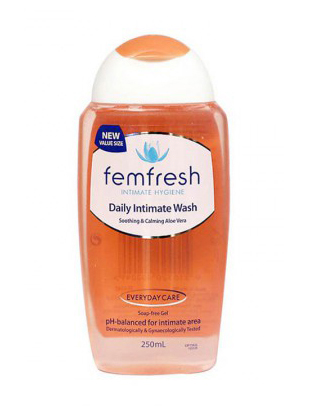 NEW
VALUE SIZE
femfresh
INTIMATE HYGIENE
Daily Intimate Wash
Soothing & Calming Aloe Vera
EVERYDAY CARE
Soap-free Gel
pH-balanced for intimate area
Dermatologically & Gynaecologically Tested
250mL